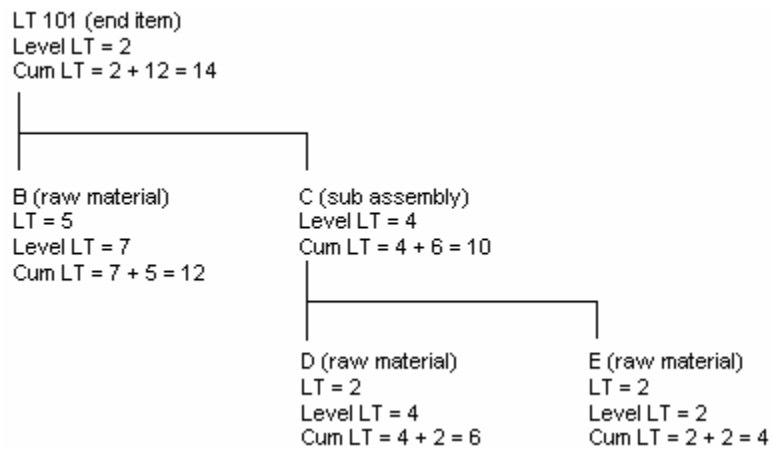 LT 101 (end item)
Level LT = 2
Cum LT = 2 + 12 = 14
B (raw material)
LT = 5
Level LT = 7
Cum LT = 7 + 5 = 12
C (sub assembly)
Level LT = 4
Cum LT = 4 + 6 = 10
D (raw material)
LT = 2
Level LT = 4
Cum LT = 4 + 2 = 6
E (raw material)
LT = 2
Level LT = 2
Cum LT = 2 + 2 = 4